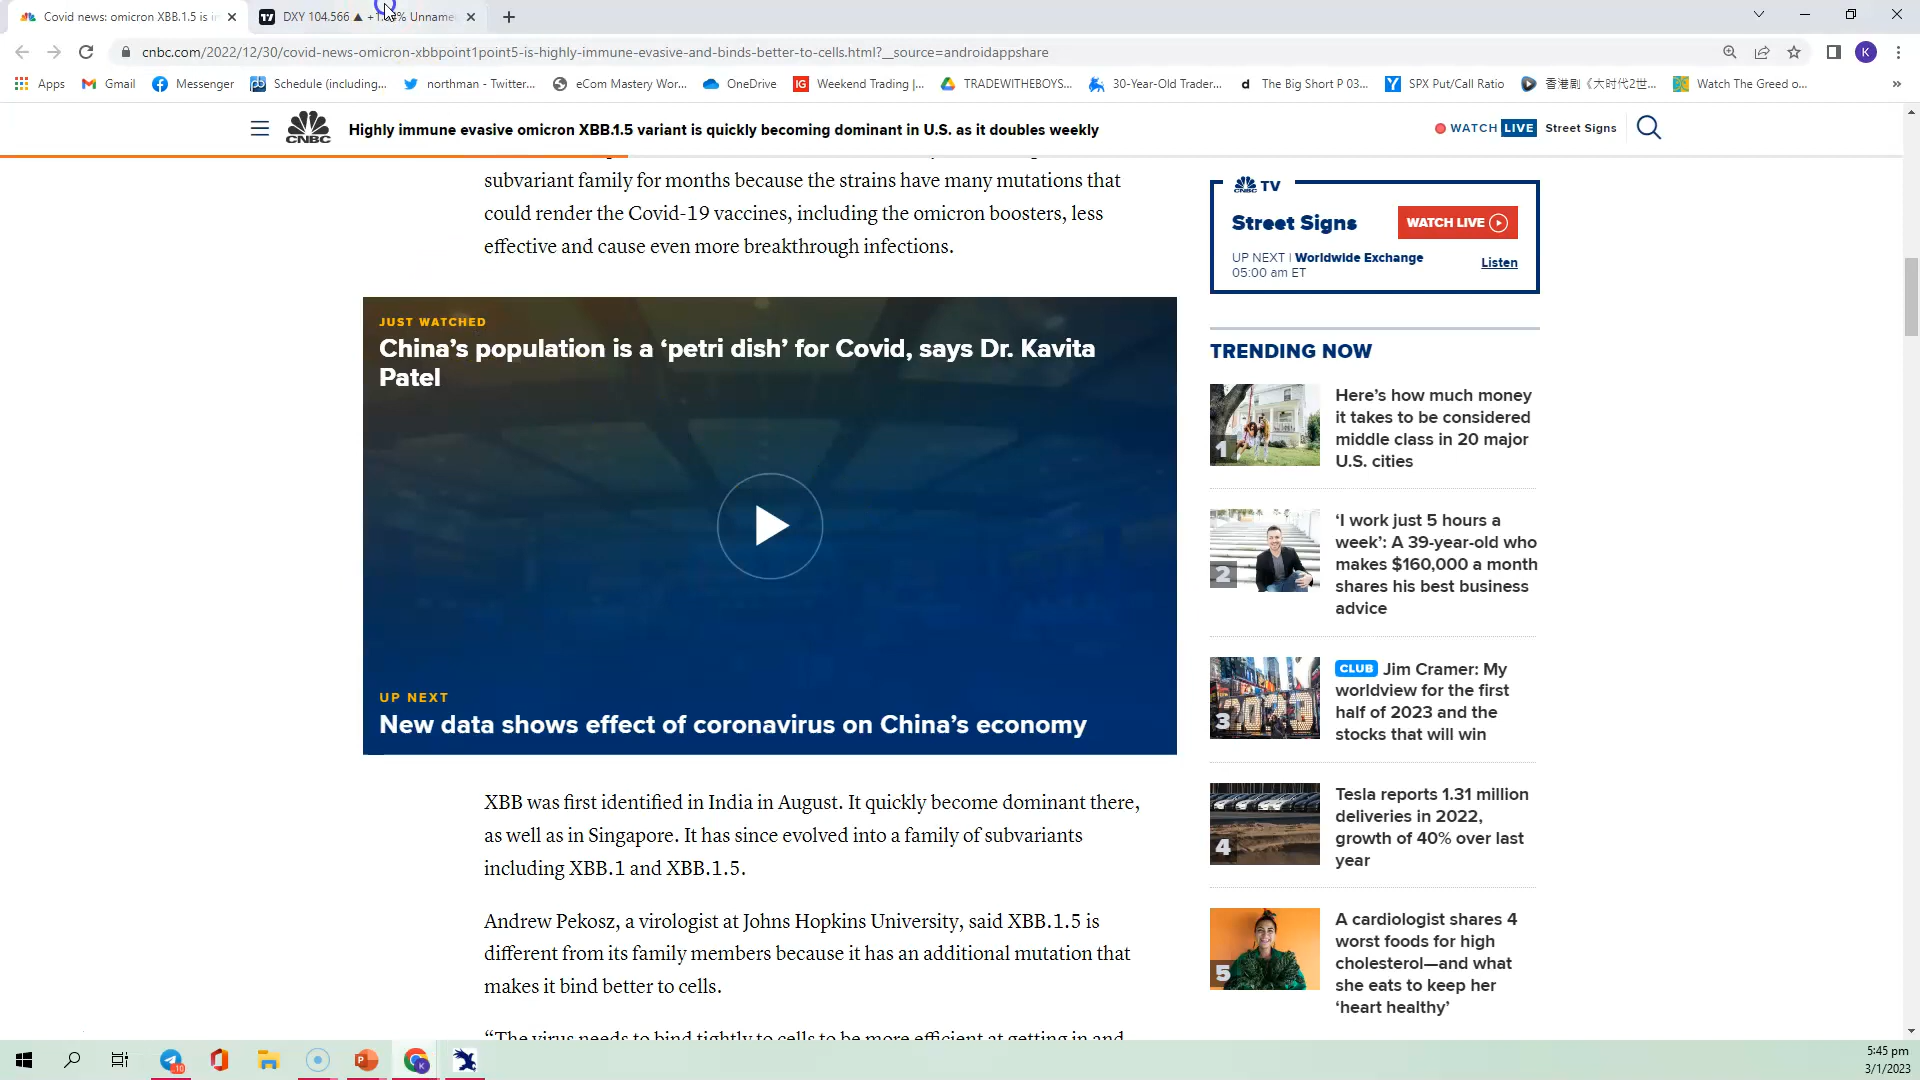 Covid news: omicron XBB.1.5 is in
DXY 104.566 ▲ Unname
cnbc.com/2022/12/30/covid-news-omicron-xbbpoint1point5-is-highly-immune-evasive-and-binds-better-to-cells.html?__source=androidappshare
K
Apps
Gmail
Messenger
Schedule (including...
northman - Twitter...
eCom Mastery Wor...
OneDrive
IG Weekend Trading |...
TRADEWITHEBOYS...
30-Year-Old Trader...
d The Big Short P 03...
SPX Put/Call Ratio
香港剧《大时代2世...
Watch The Greed o...
»
CNBC
Highly immune evasive omicron XBB.1.5 variant is quickly becoming dominant in U.S. as it doubles weekly
WATCH LIVE Street Signs
subvariant family for months because the strains have many mutations that
could render the Covid-19 vaccines, including the omicron boosters, less
effective and cause even more breakthrough infections.
JUST WATCHED
China’s population is a ‘petri dish’ for Covid, says Dr. Kavita
Patel
UP NEXT
New data shows effect of coronavirus on China’s economy
XBB was first identified in India in August. It quickly become dominant there,
as well as in Singapore. It has since evolved into a family of subvariants
including XBB.1 and XBB.1.5.
Andrew Pekosz, a virologist at Johns Hopkins University, said XBB.1.5 is
different from its family members because it has an additional mutation that
makes it bind better to cells.
“The virus needs to bind tightly to cells to be more efficient at getting in and
CNBC TV
Street Signs
WATCH LIVE
UP NEXT | Worldwide Exchange
05:00 am ET
Listen
TRENDING NOW
1
Here’s how much money
it takes to be considered
middle class in 20 major
U.S. cities
2
‘I work just 5 hours a
week’: A 39-year-old who
makes $160,000 a month
shares his best business
advice
3
CLUB Jim Cramer: My
worldview for the first
half of 2023 and the
stocks that will win
4
Tesla reports 1.31 million
deliveries in 2022,
growth of 40% over last
year
5
A cardiologist shares 4
worst foods for high
cholesterol—and what
she eats to keep her
‘heart healthy’
5:45 pm
3/1/2023